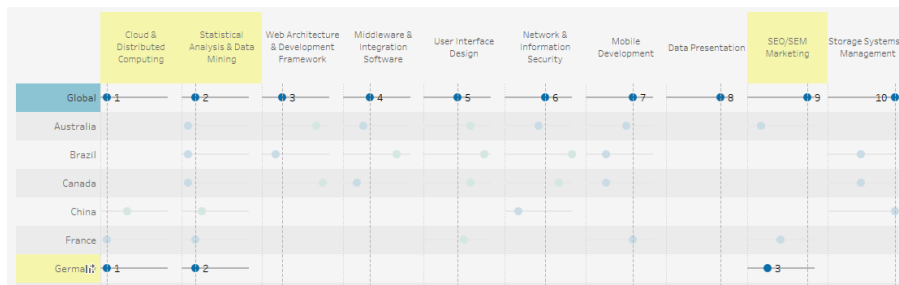 Cloud &
Distributed
Computing
Statistical
Analysis & Data
Mining
Web Architecture
& Development
Framework
Middleware &
Integration
Software
User Interface
Design
Network &
Information
Security
Mobile
Development
Data Presentation
SEO/SEM
Marketing
Storage Systems
Management
Global 1 2 3 4 5 6 7 8 9 10
Australia
Brazil
Canada
China
France
1 2 3